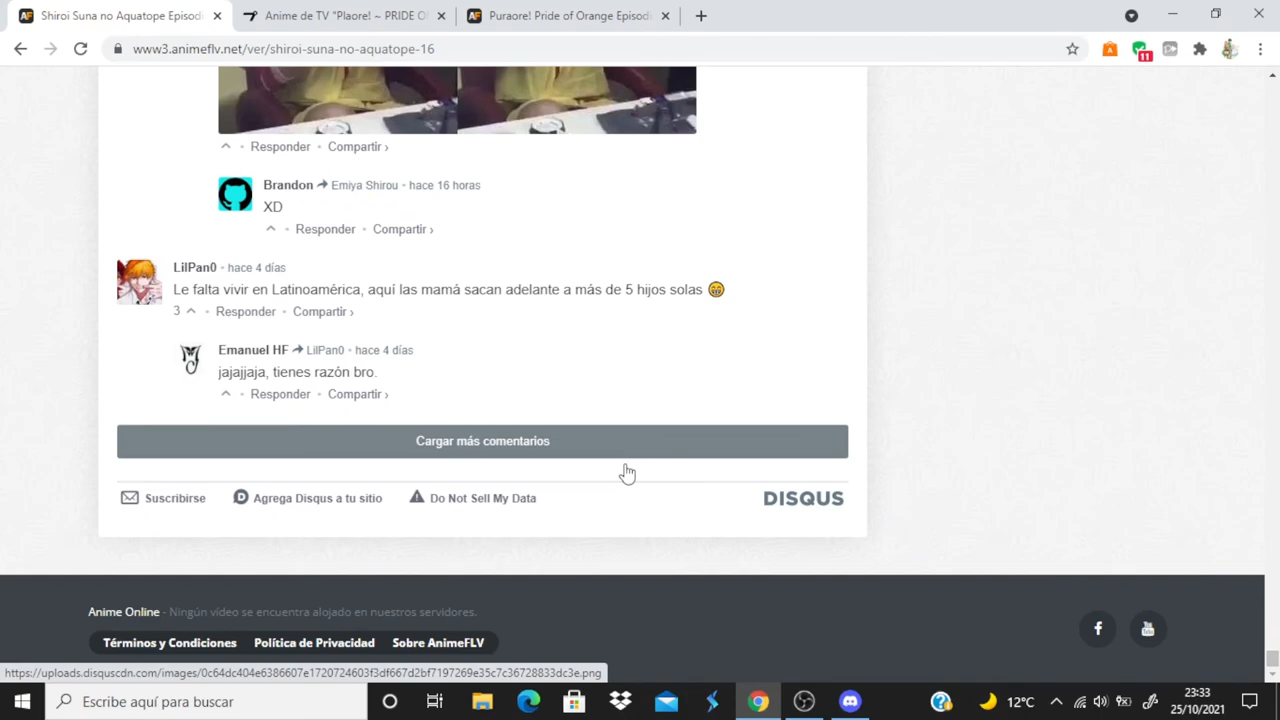 Shiroi Suna no Aquatope Episod
Anime de TV "Plaore! ~ PRIDE O
Puraore! Pride of Orange Episodi
www3.animeflv.net/ver/shiroi-suna-no-aquatope-16
11
Responder • Compartir ›
Brandon Emiya Shirou • hace 16 horas
XD
Responder • Compartir ›
LilPan0 • hace 4 días
Le falta vivir en Latinoamérica, aquí las mamá sacan adelante a más de 5 hijos solas
3 Responder • Compartir ›
Emanuel HF LilPan0 • hace 4 días
jajajjaja, tienes razón bro.
Responder • Compartir ›
Cargar más comentarios
Suscribirse Agrega Disqus a tu sitio Do Not Sell My Data DISQUS
Anime Online - Ningún vídeo se encuentra alojado en nuestros servidores.
Términos y Condiciones Política de Privacidad Sobre AnimeFLV
https://uploads.disquscdn.com/images/0c64dc404e6386607e1720724603f3df667d2bf7197269e35c7c36728833dc3e.png
Escribe aquí para buscar
12°C
23:33
25/10/2021